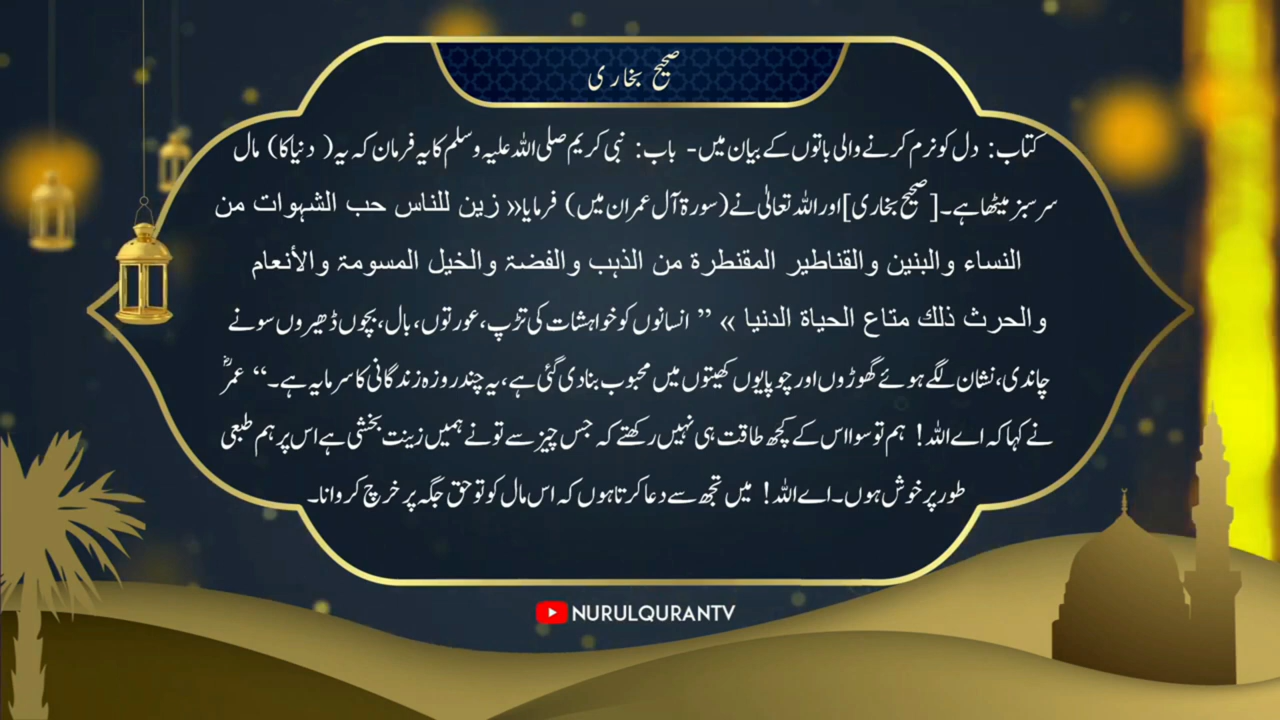 صحیح بخاری
کتاب: دل کو نرم کرنے والی باتوں کے بیان میں- باب: نبی کریم صلی اللہ علیہ وسلم کا یہ فرمان کہ یہ ( دنیا کا) مال
سرسبز میٹھا ہے۔[ صحیح بخاری]اور اللہ تعالیٰ نے (سورۃ آل عمران میں) فرمایا« زين للناس حب الشهوات من
النساء والبنين والقناطير المقنطرة من الذهب والفضة والخيل المسومة والأنعام
والحرث ذلك متاع الحياة الدنيا » ” انسانوں کو خواہشات کی تڑپ، عورتوں، بال، بچوں ڈھیروں سونے
چاندی، نشان لگے ہوئے گھوڑوں اور چوپایوں کھیتوں میں محبوب بنا دی گئی ہے، یہ چند روزہ زندگانی کا سرمایہ ہے۔“ عمرؓ
نے کہا کہ اے اللہ! ہم تو سوا اس کے کچھ طاقت ہی نہیں رکھتے کہ جس چیز سے تو نے ہمیں زینت بخشی ہے اس پر ہم طبعی
طور پر خوش ہوں۔اے اللہ! میں تجھ سے دعا کرتا ہوں کہ اس مال کو تو حق جگہ پر خرچ کروانا۔
NURULQURANTV